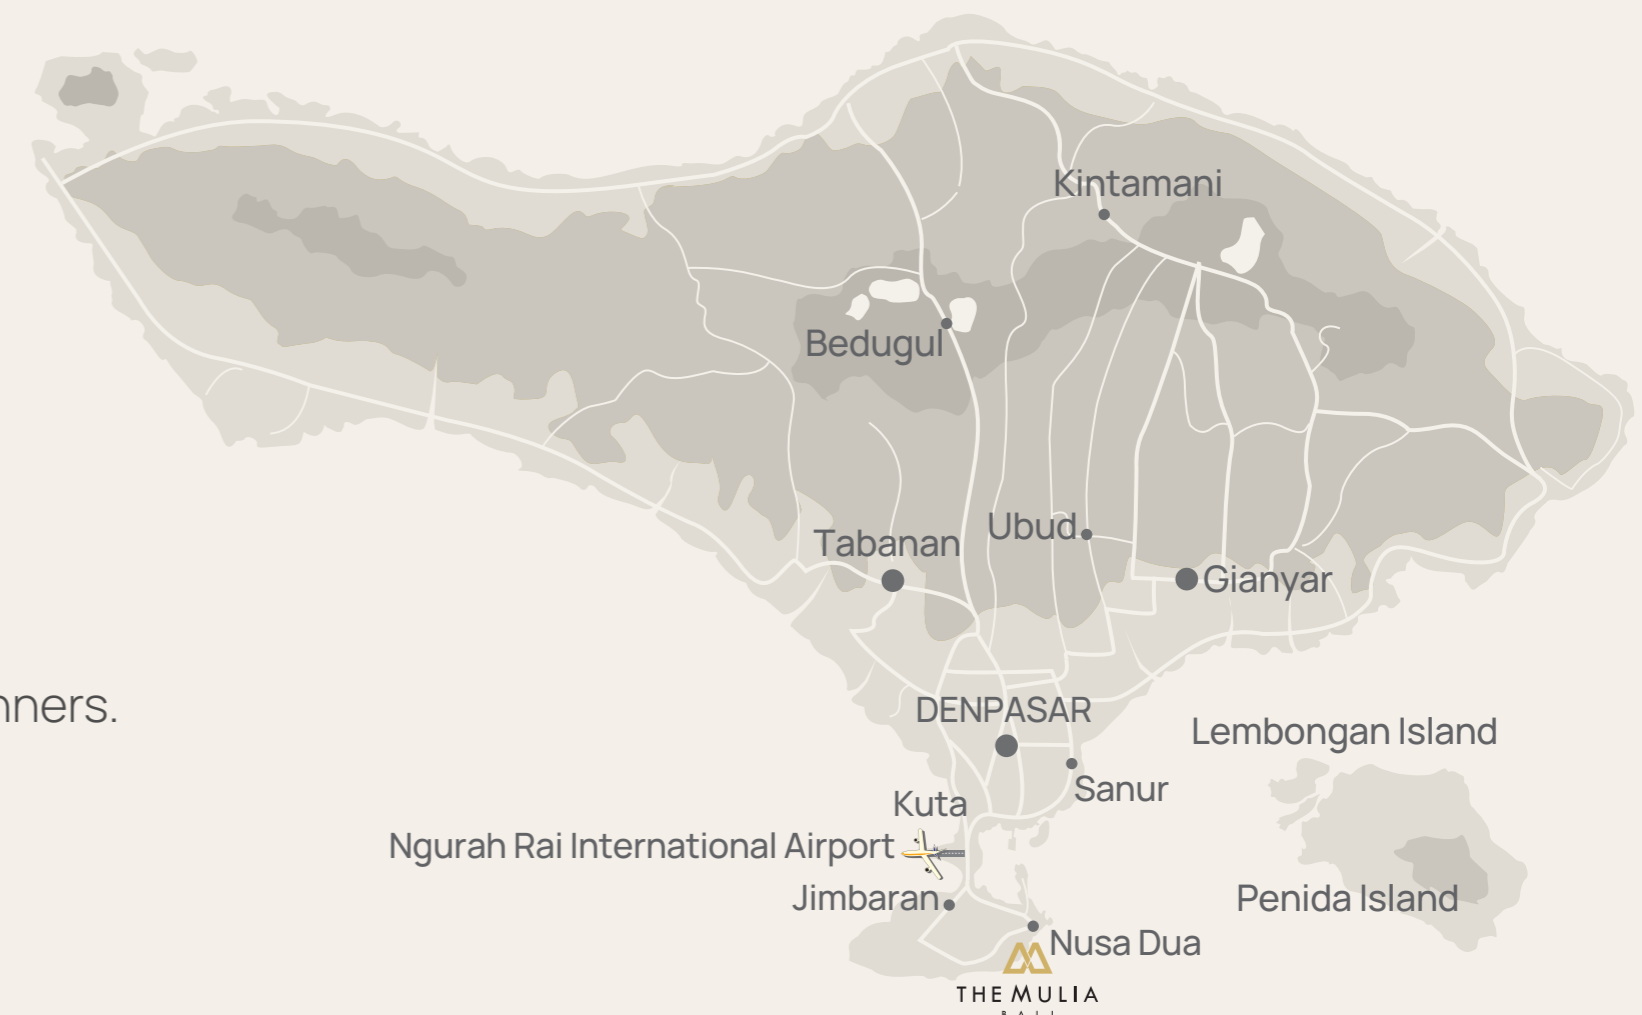 Kintamani
Bedugul
Ubud
Tabanan
Gianyar
nners.
DENPASAR
Lembongan Island
Sanur
Kuta
Ngurah Rai International Airport
Jimbaran
Penida Island
Nusa Dua
THE MULIA